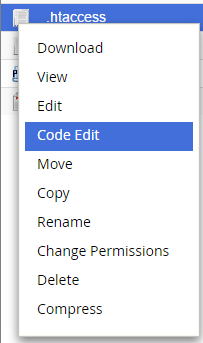 .htaccess
Download
View
Edit
Code Edit
Move
Copy
Rename
Change Permissions
Delete
Compress